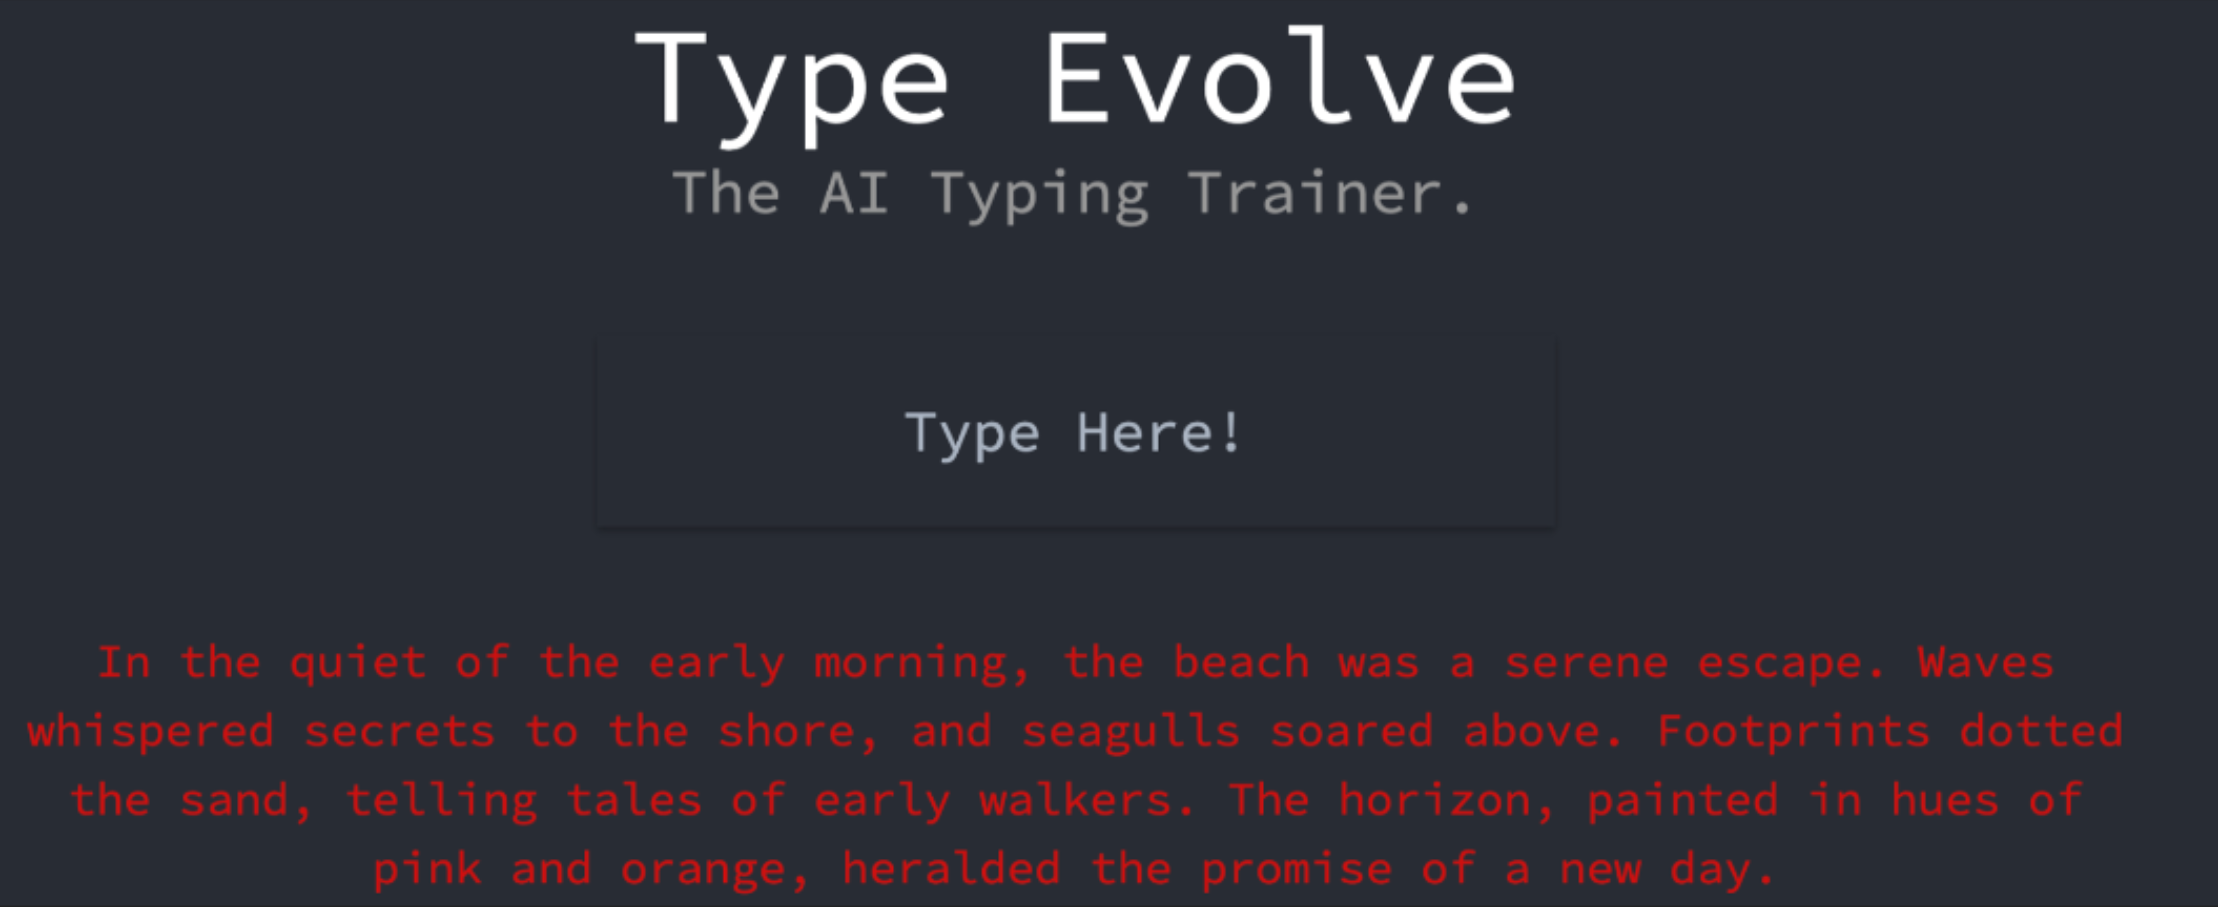 Type Evolve
The AI Typing Trainer.
Type Here!
In the quiet of the early morning, the beach was a serene escape. Waves
whispered secrets to the shore, and seagulls soared above. Footprints dotted
the sand, telling tales of early walkers. The horizon, painted in hues of
pink and orange, heralded the promise of a new day.